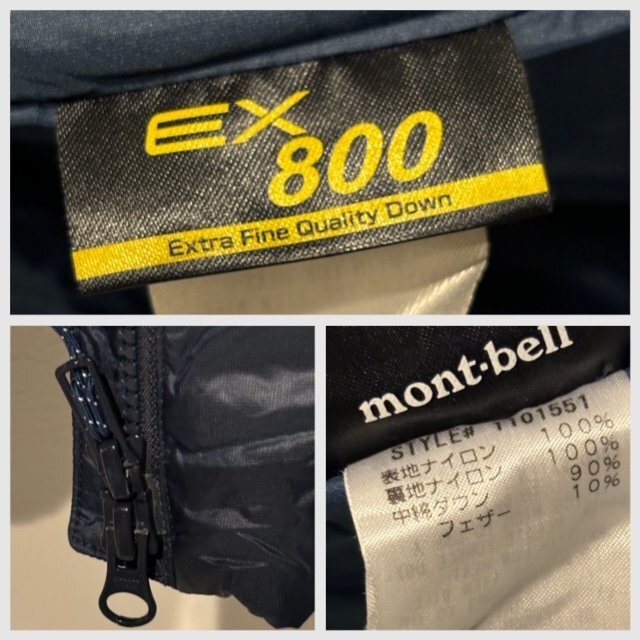 EX
800
Extra Fine Quality Down
mont-bell
STYLE# 1101551
表地ナイロン 100%
裏地ナイロン 100%
中綿ダウン 90%
フェザー 10%